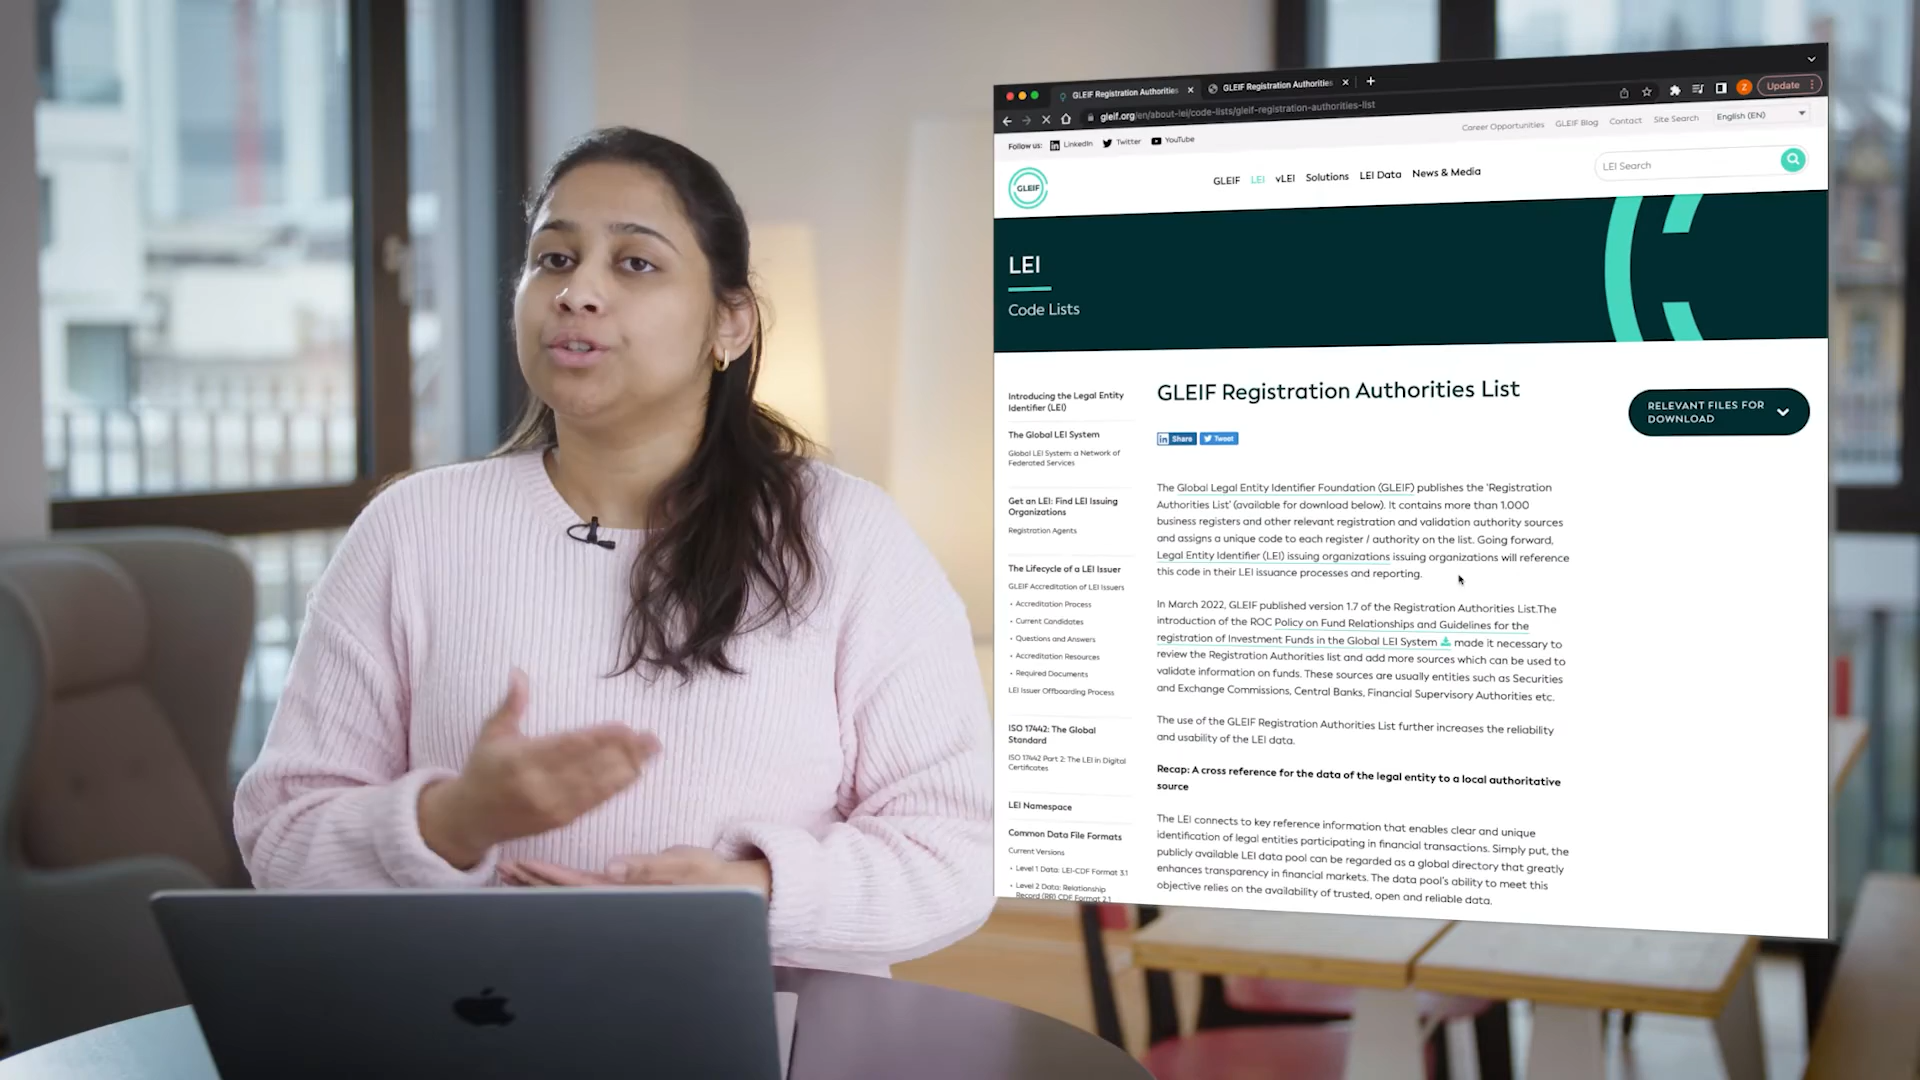 GLEIF Registration Authorities
GLEIF Registration Authorities
Update
gleif.org/en/about-lei/code-lists/gleif-registration-authorities-list
Z
Career Opportunities
GLEIF Blog
Contact
Site Search
English (EN)
Follow us:
LinkedIn
Twitter
YouTube
GLEIF
GLEIF
LEI
vLEI
Solutions
LEI Data
News & Media
LEI Search
LEI
Code Lists
Introducing the Legal Entity
Identifier (LEI)
The Global LEI System
Global LEI System: a Network of
Federated Services
Get an LEI: Find LEI Issuing
Organizations
Registration Agents
The Lifecycle of a LEI Issuer
GLEIF Accreditation of LEI Issuers
• Accreditation Process
• Current Candidates
• Questions and Answers
• Accreditation Resources
• Required Documents
LEI Issuer Offboarding Process
ISO 17442: The Global
Standard
ISO 17442 Part 2: The LEI in Digital
Certificates
LEI Namespace
Common Data File Formats
Current Versions
• Level 1 Data: LEI-CDF Format 3.1
• Level 2 Data: Relationship
Record (RR) CDF Format 2.1
GLEIF Registration Authorities List
RELEVANT FILES FOR
DOWNLOAD
Share
Tweet
The Global Legal Entity Identifier Foundation (GLEIF) publishes the 'Registration
Authorities List' (available for download below). It contains more than 1.000
business registers and other relevant registration and validation authority sources
and assigns a unique code to each register / authority on the list. Going forward,
Legal Entity Identifier (LEI) issuing organizations issuing organizations will reference
this code in their LEI issuance processes and reporting.
In March 2022, GLEIF published version 1.7 of the Registration Authorities List.The
introduction of the ROC Policy on Fund Relationships and Guidelines for the
registration of Investment Funds in the Global LEI System made it necessary to
review the Registration Authorities list and add more sources which can be used to
validate information on funds. These sources are usually entities such as Securities
and Exchange Commissions, Central Banks, Financial Supervisory Authorities etc.
The use of the GLEIF Registration Authorities List further increases the reliability
and usability of the LEI data.
Recap: A cross reference for the data of the legal entity to a local authoritative
source
The LEI connects to key reference information that enables clear and unique
identification of legal entities participating in financial transactions. Simply put, the
publicly available LEI data pool can be regarded as a global directory that greatly
enhances transparency in financial markets. The data pool's ability to meet this
objective relies on the availability of trusted, open and reliable data.